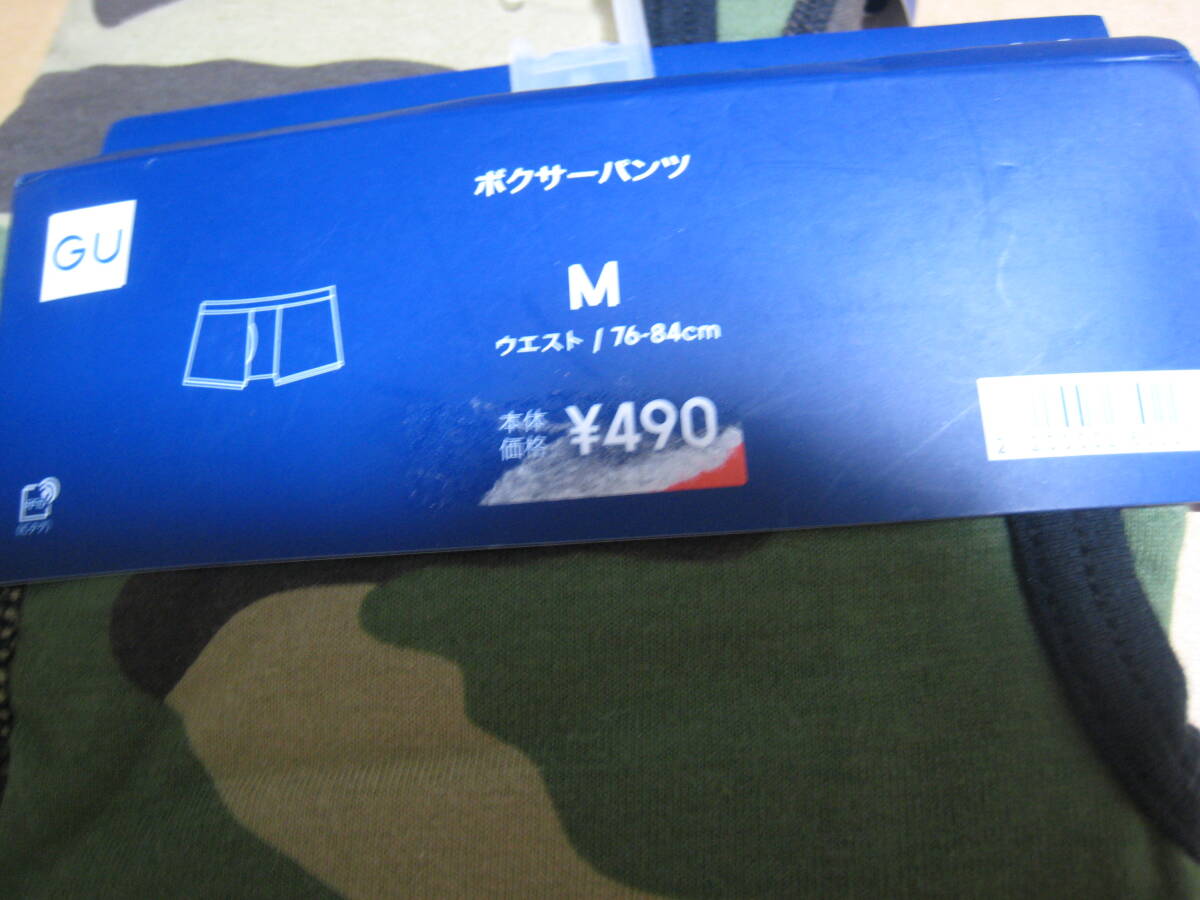 ボクサーパンツ
GU
M
ウエスト / 76-84cm
本体
価格 ¥490